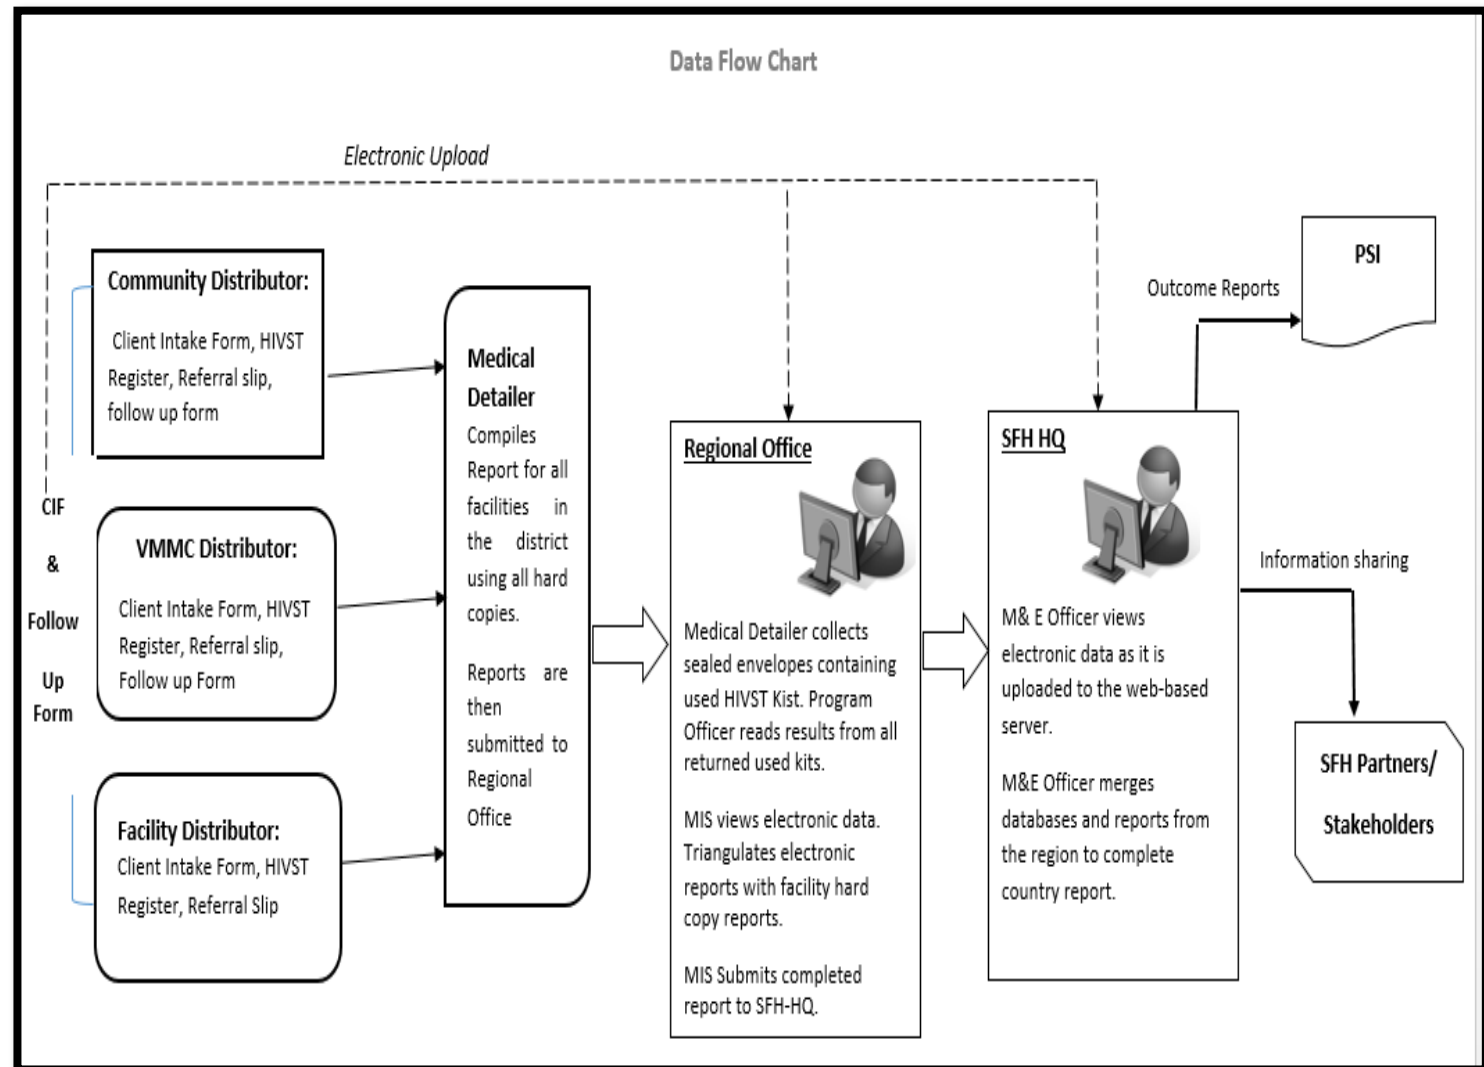 Data Flow Chart
Electronic Upload
CIF
&
Follow
Up
Form
Community Distributor:
Client Intake Form, HIVST
Register, Referral slip,
follow up form
VMMC Distributor:
Client Intake Form, HIVST
Register, Referral slip,
Follow up Form
Facility Distributor:
Client Intake Form, HIVST
Register, Referral Slip
Medical
Detailer
Compiles
Report for all
facilities in
the district
using all hard
copies.
Reports are
then
submitted to
Regional
Office
Regional Office
Medical Detailer collects
sealed envelopes containing
used HIVST Kist. Program
Officer reads results from all
returned used kits.
MIS views electronic data.
Triangulates electronic
reports with facility hard
copy reports.
MIS Submits completed
report to SFH-HQ.
SFH HQ
M& E Officer views
electronic data as it is
uploaded to the web-based
server.
M&E Officer merges
databases and reports from
the region to complete
country report.
Outcome Reports
PSI
Information sharing
SFH Partners/
Stakeholders